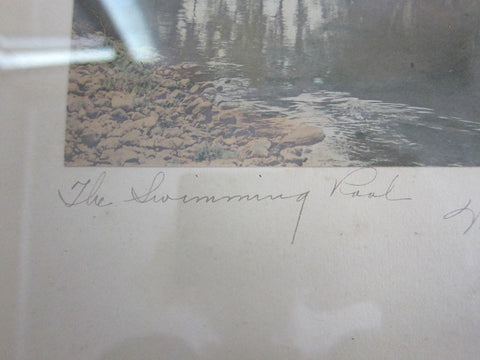 The Swimming Pool